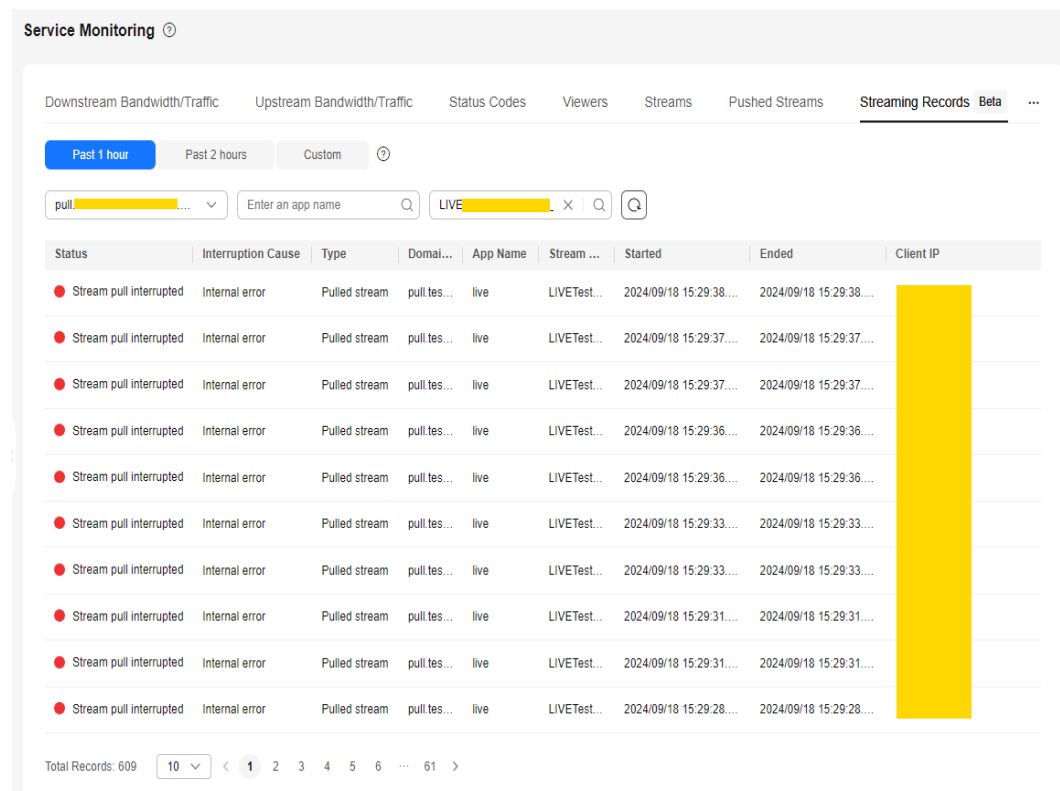 Service Monitoring ?
Downstream Bandwidth/Traffic Upstream Bandwidth/Traffic Status Codes Viewers Streams Pushed Streams Streaming Records Beta ...
Past 1 hour Past 2 hours Custom ?
pull. .... Enter an app name LIVE _
Status Interruption Cause Type Domai... App Name Stream ... Started Ended Client IP
Stream pull interrupted Internal error Pulled stream pull.tes... live LIVETest... 2024/09/18 15:29:38.... 2024/09/18 15:29:38....
Stream pull interrupted Internal error Pulled stream pull.tes... live LIVETest... 2024/09/18 15:29:37.... 2024/09/18 15:29:37....
Stream pull interrupted Internal error Pulled stream pull.tes... live LIVETest... 2024/09/18 15:29:37.... 2024/09/18 15:29:37....
Stream pull interrupted Internal error Pulled stream pull.tes... live LIVETest... 2024/09/18 15:29:36.... 2024/09/18 15:29:36....
Stream pull interrupted Internal error Pulled stream pull.tes... live LIVETest... 2024/09/18 15:29:36.... 2024/09/18 15:29:36....
Stream pull interrupted Internal error Pulled stream pull.tes... live LIVETest... 2024/09/18 15:29:33.... 2024/09/18 15:29:33....
Stream pull interrupted Internal error Pulled stream pull.tes... live LIVETest... 2024/09/18 15:29:33.... 2024/09/18 15:29:33....
Stream pull interrupted Internal error Pulled stream pull.tes... live LIVETest... 2024/09/18 15:29:31.... 2024/09/18 15:29:31....
Stream pull interrupted Internal error Pulled stream pull.tes... live LIVETest... 2024/09/18 15:29:31.... 2024/09/18 15:29:31....
Stream pull interrupted Internal error Pulled stream pull.tes... live LIVETest... 2024/09/18 15:29:28.... 2024/09/18 15:29:28....
Total Records: 609 10 < 1 2 3 4 5 6 ... 61 >